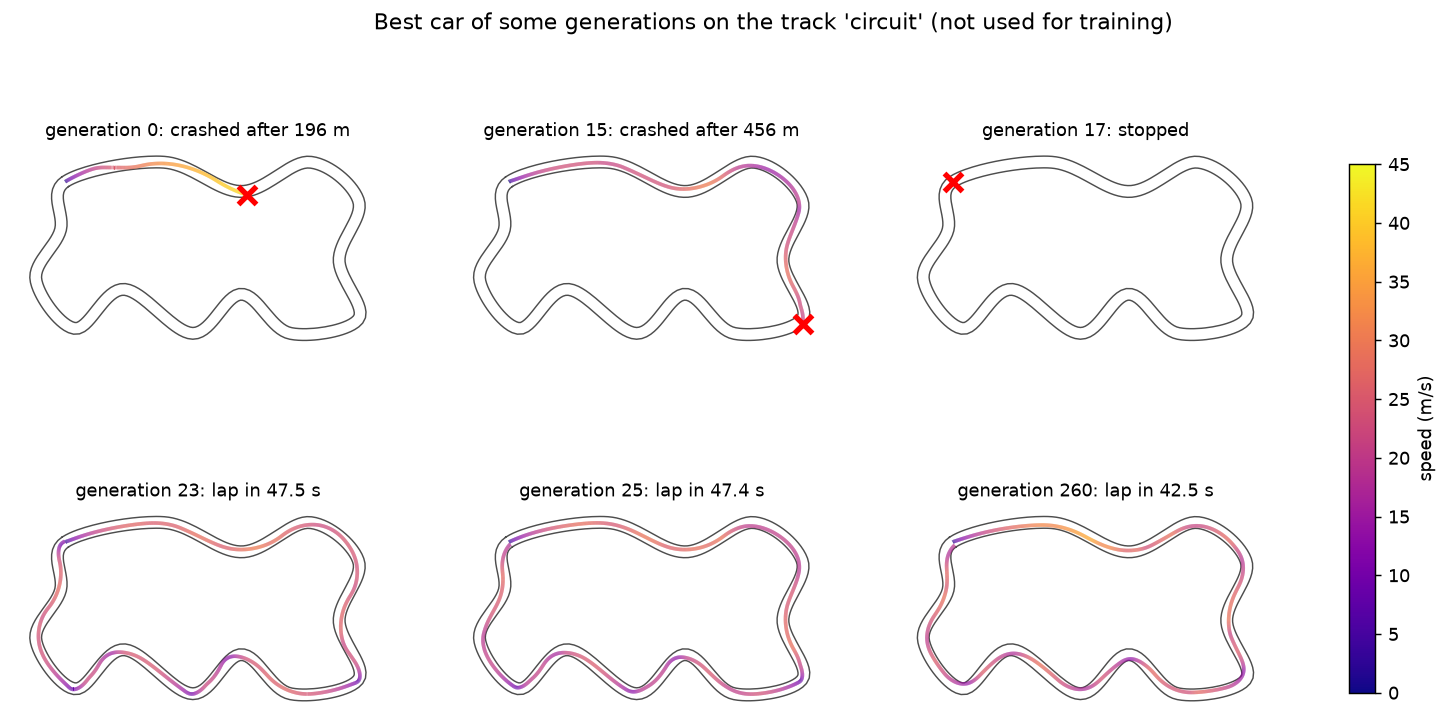 Best car of some generations on the track 'circuit' (not used for training)
generation 0: crashed after 196 m
generation 15: crashed after 456 m
generation 17: stopped
generation 23: lap in 47.5 s
generation 25: lap in 47.4 s
generation 260: lap in 42.5 s
45
40
35
30
25
20
15
10
5
0
speed (m/s)